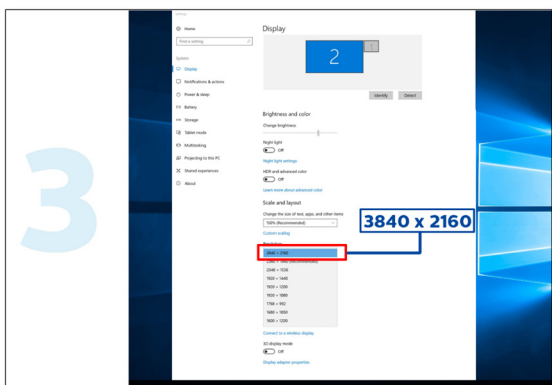 3
Settings
Home
Find a setting
System
Display
Notifications & actions
Power & sleep
Battery
Storage
Tablet mode
Multitasking
Projecting to this PC
Shared experiences
About
Display
2
1
Identify
Detect
Brightness and color
Change brightness
Night light
Off
Night light settings
HDR and advanced color
Off
Learn more about advanced color
Scale and layout
Change the size of text, apps, and other items
100% (Recommended)
Custom scaling
Resolution
3840 × 2160
3840 x 2160
2048 × 1536
1920 × 1440
1920 × 1200
1920 × 1080
1768 × 992
1680 × 1050
1600 × 1200
Connect to a wireless display
3D display mode
Off
Display adapter properties